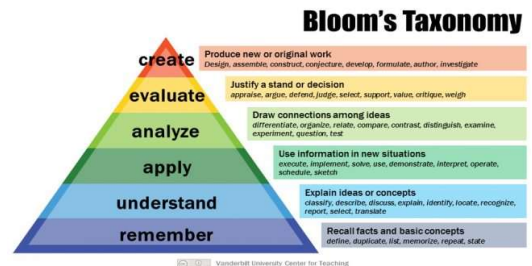 Bloom's Taxonomy
create
Produce new or original work
Design, assemble, construct, conjecture, develop, formulate, author, investigate
evaluate
Justify a stand or decision
appraise, argue, defend, judge, select, support, value, critique, weigh
analyze
Draw connections among ideas
differentiate, organize, relate, compare, contrast, distinguish, examine,
experiment, question, test
apply
Use information in new situations
execute, implement, solve, use, demonstrate, interpret, operate,
schedule, sketch
understand
Explain ideas or concepts
classify, describe, discuss, explain, identify, locate, recognize,
report, select, translate
remember
Recall facts and basic concepts
define, duplicate, list, memorize, repeat, state
Vanderbilt University Center for Teaching